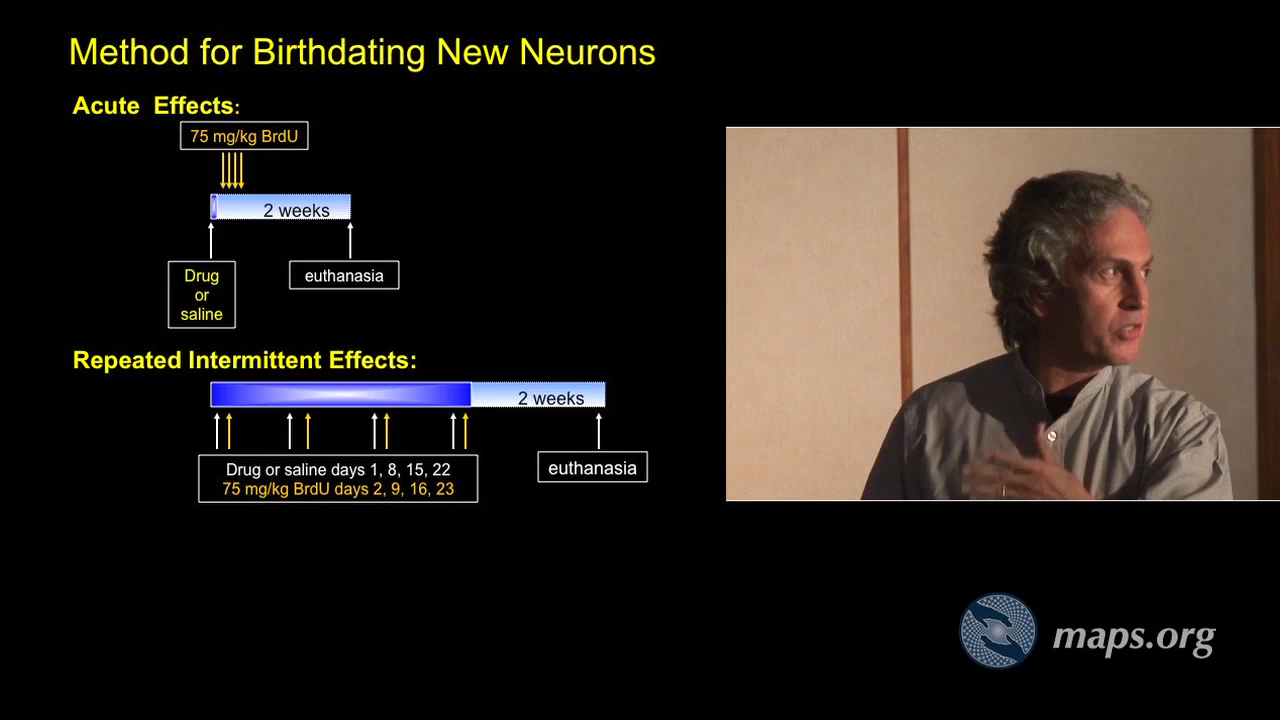 Method for Birthdating New Neurons
Acute Effects:
75 mg/kg BrdU
2 weeks
Drug
or
saline
euthanasia
Repeated Intermittent Effects:
2 weeks
Drug or saline days 1, 8, 15, 22
75 mg/kg BrdU days 2, 9, 16, 23
euthanasia
maps.org